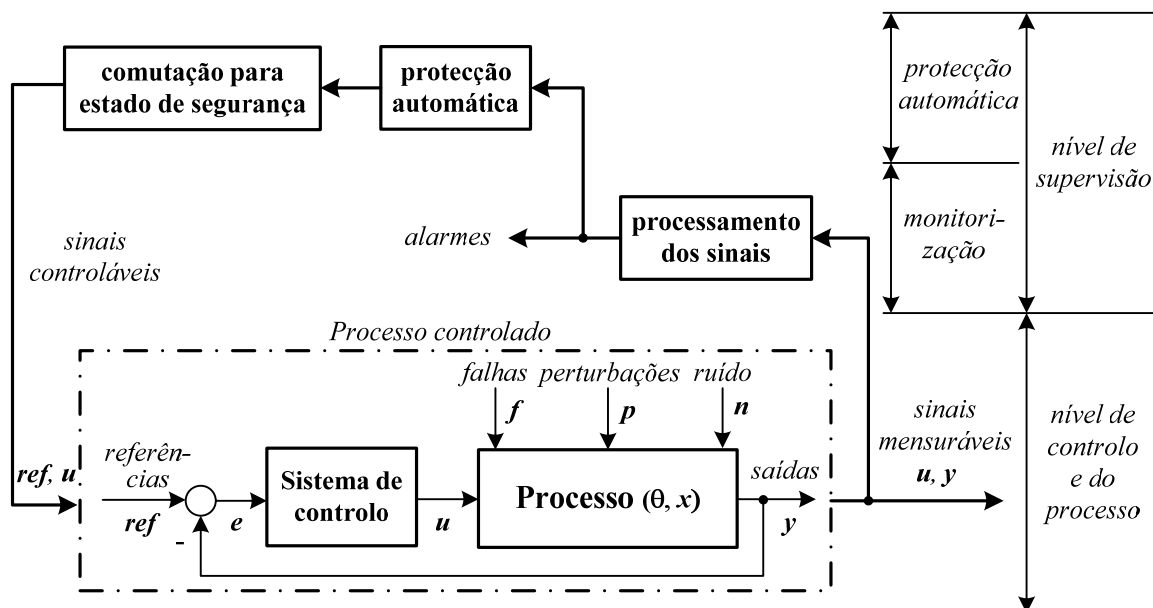 comutação para
estado de segurança
protecção
automática
protecção
automática
nível de
supervisão
monitori-
zação
processamento
dos sinais
alarmes
sinais
controláveis
Processo controlado
falhas perturbações ruído
f p n
sinais
mensuráveis
u, y
nível de
controlo
e do
processo
ref, u
referên-
cias
ref
-
e
Sistema de
controlo
u
Processo (θ, x)
saídas
y